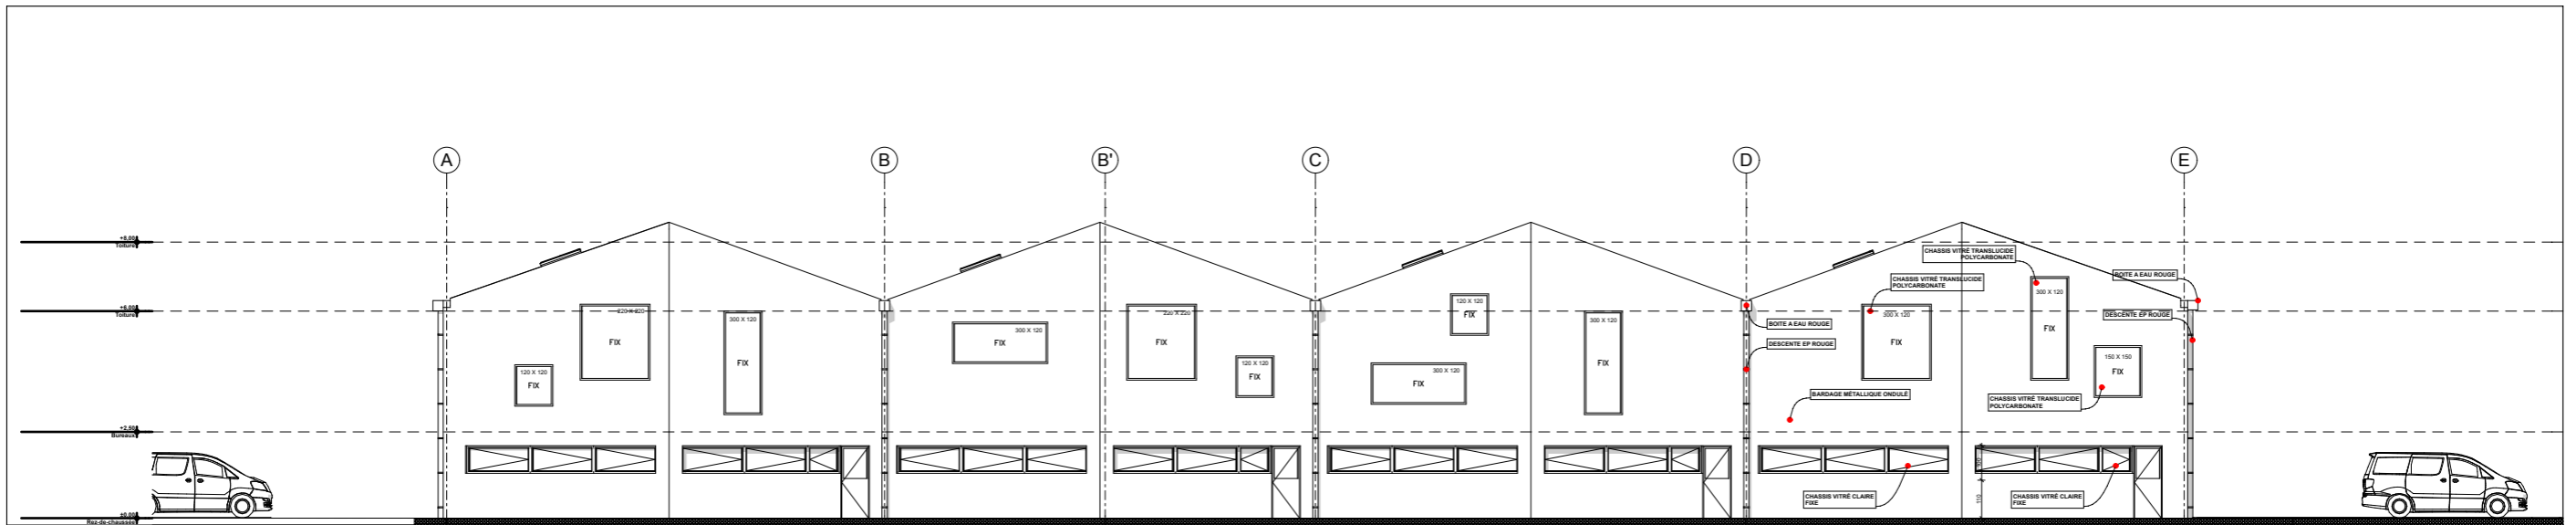 A
B
B'
C
D
E
+8,00
Toiture
+6,00
Toiture
+2,50
Bureaux
±0,00
Rez-de-chaussée
120 X 120
FIX
220 X 220
FIX
300 X 120
FIX
300 X 120
FIX
220 X 220
FIX
120 X 120
FIX
120 X 120
FIX
300 X 120
FIX
300 X 120
FIX
BOITE A EAU ROUGE
DESCENTE EP ROUGE
BARDAGE MÉTALLIQUE ONDULÉ
CHASSIS VITRÉ TRANSLUCIDE
POLYCARBONATE
CHASSIS VITRÉ TRANSLUCIDE
POLYCARBONATE
300 X 120
FIX
300 X 120
FIX
BOITE A EAU ROUGE
DESCENTE EP ROUGE
150 X 150
FIX
CHASSIS VITRÉ TRANSLUCIDE
POLYCARBONATE
CHASSIS VITRÉ CLAIRE
FIXE
CHASSIS VITRÉ CLAIRE
FIXE
100
110